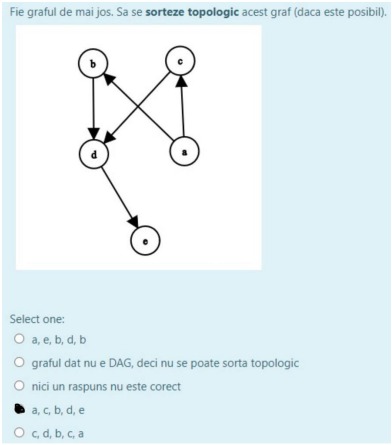 Fie graful de mai jos. Sa se sorteze topologic acest graf (daca este posibil).
b
c
d
a
e
Select one:
a, e, b, d, b
graful dat nu e DAG, deci nu se poate sorta topologic
nici un raspuns nu este corect
a, c, b, d, e
c, d, b, c, a